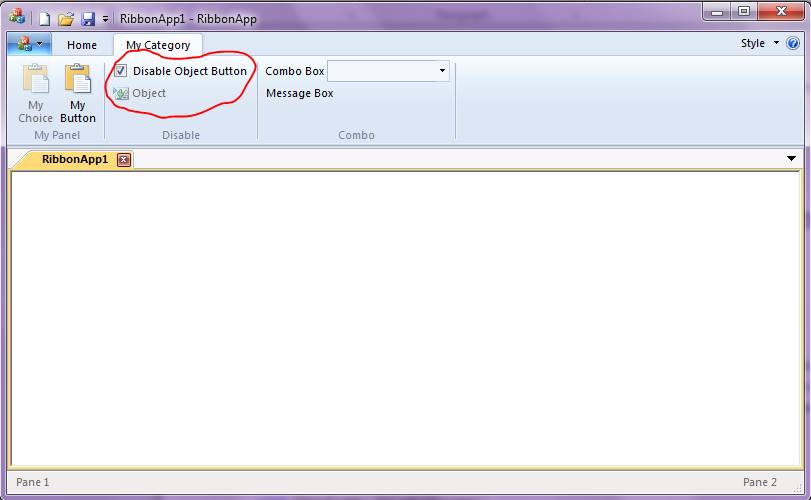 RibbonApp1 - RibbonApp
Home My Category Style
Disable Object Button Combo Box
Object Message Box
My Choice My Button
My Panel Disable Combo
RibbonApp1
Pane 1 Pane 2